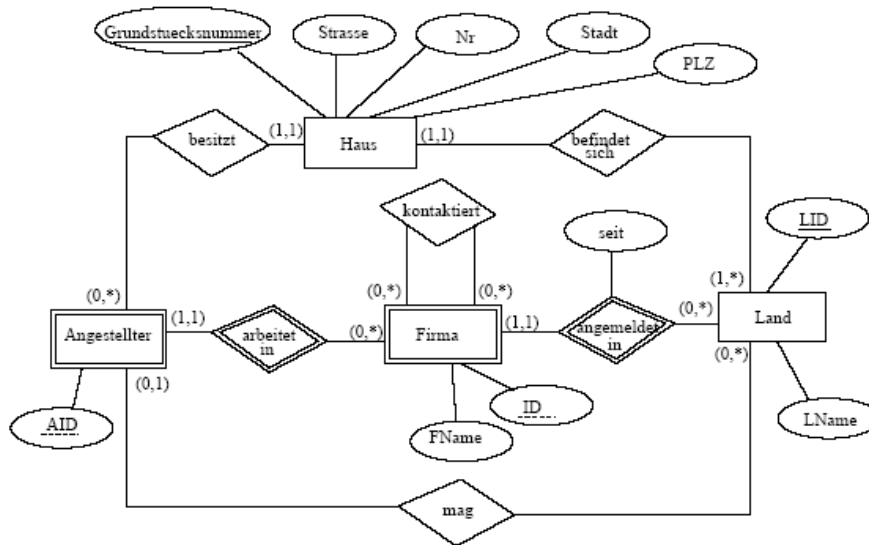 Grundstuecksnummer
Strasse
Nr
Stadt
PLZ
besitzt
(1,1)
Haus
(1,1)
befindet
sich
kontaktiert
seit
LID
(0,*)
(1,1)
(0,*)
(0,*)
(1,1)
(0,*)
(1,*)
Angestellter
arbeitet
in
(0,*)
Firma
angemeldet
in
Land
(0,1)
(0,*)
AID
FName
ID
LName
mag